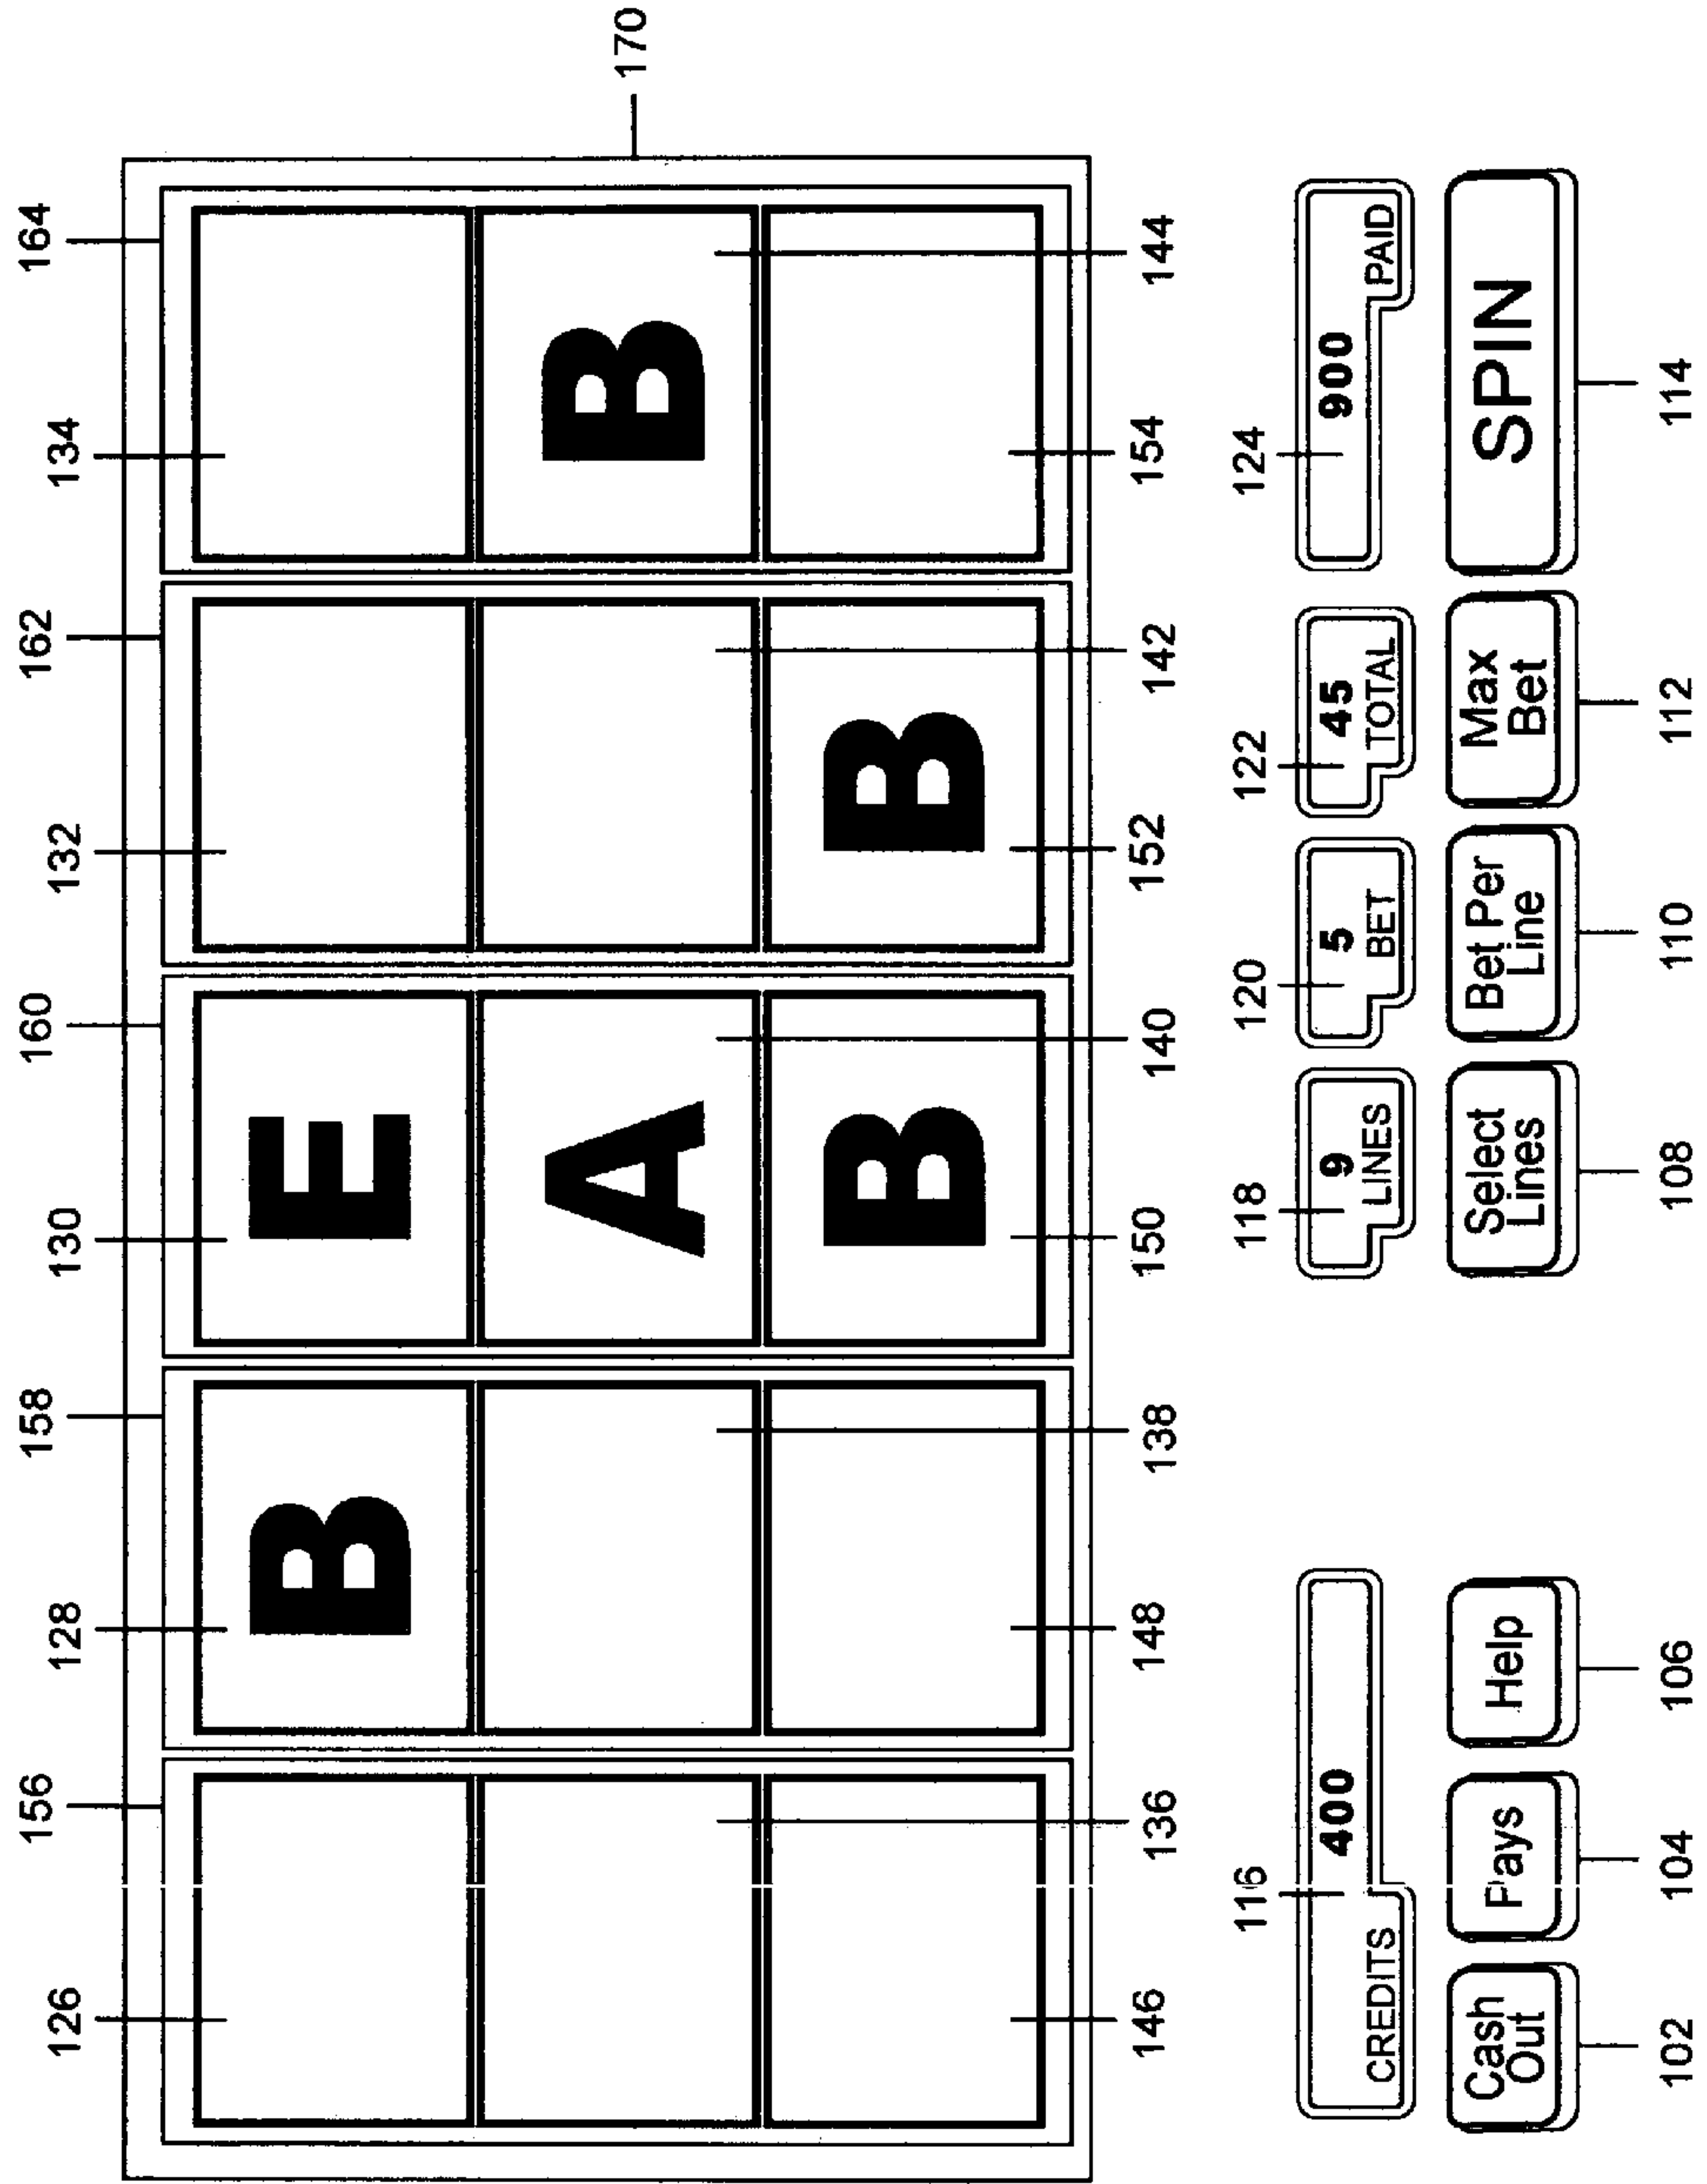 156 158 160 162 164
126 128 130 132 134
170
B E
A B
B B
136 138 140 142 144
146 148 150 152 154
116 118 120 122 124
400 9 5 45 900
CREDITS LINES BET TOTAL PAID
Cash Out Pays Help Select Lines Bet Per Line Max Bet SPIN
102 104 106 108 110 112 114